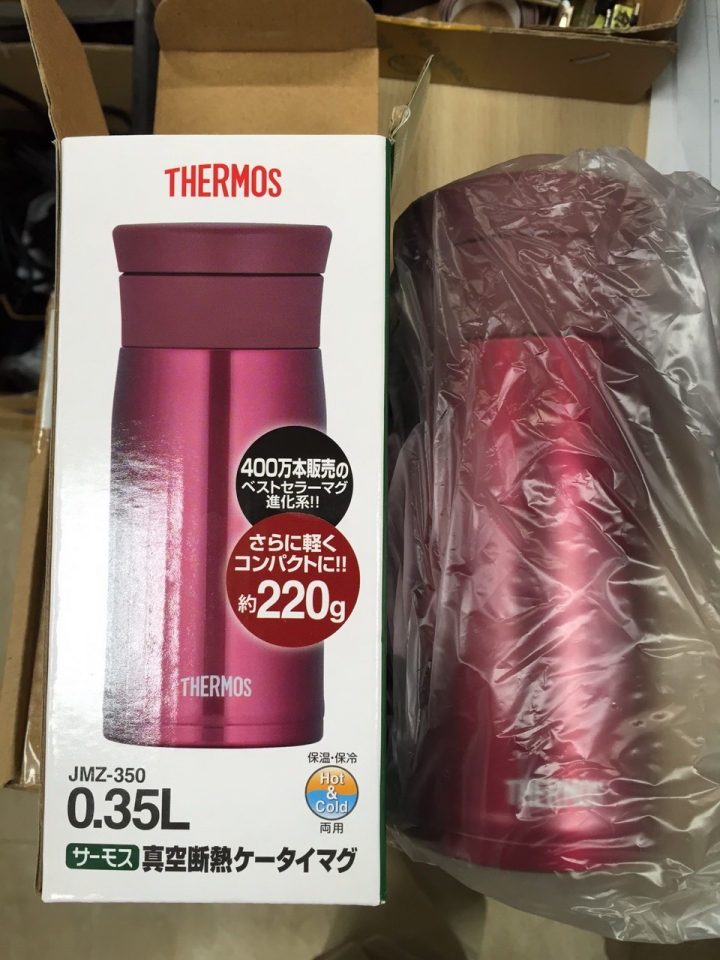 THERMOS
400万本販売の
ベストセラーマグ
進化系!!
さらに軽く
コンパクトに!!
約220g
THERMOS
JMZ-350
0.35L
保温・保冷
Hot
&
Cold
両用
サーモス 真空断熱ケータイマグ
THERMOS